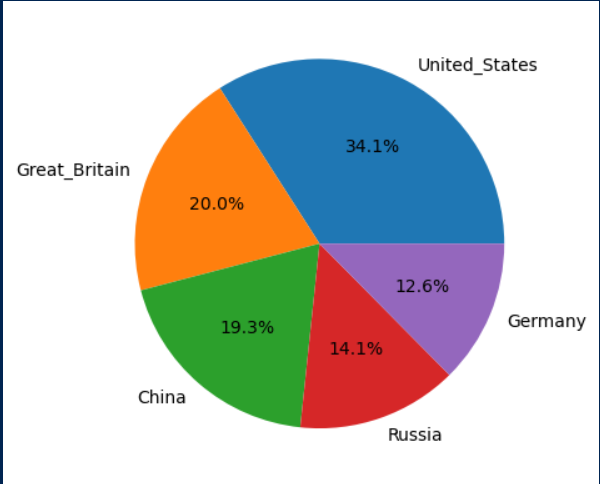 United_States
34.1%
Great_Britain
20.0%
12.6%
19.3%
Germany
14.1%
China
Russia